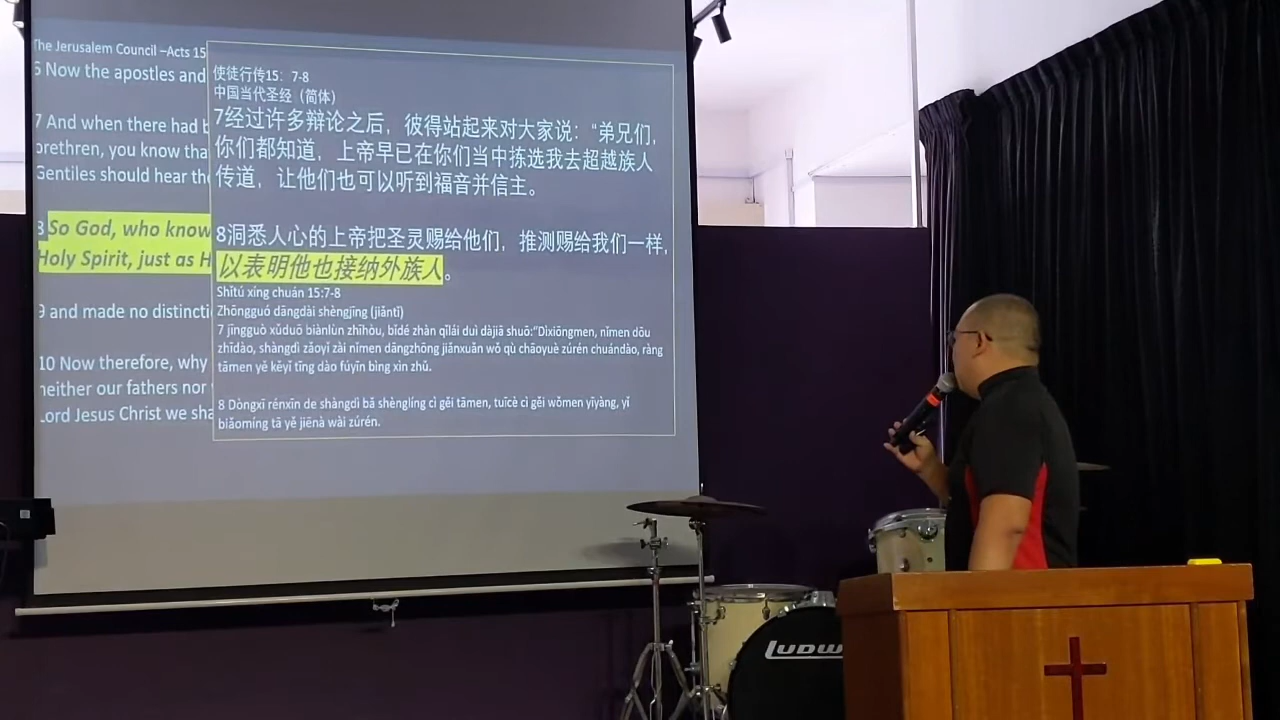 The Jerusalem Council –Acts 15
6 Now the apostles and
7 And when there had b
brethren, you know tha
Gentiles should hear the
8 So God, who know
Holy Spirit, just as H
9 and made no distincti
10 Now therefore, why
neither our fathers nor
Lord Jesus Christ we sha
使徒行传15：7-8
中国当代圣经（简体）
7经过许多辩论之后，彼得站起来对大家说：“弟兄们，
你们都知道，上帝早已在你们当中拣选我去超越族人
传道，让他们也可以听到福音并信主。
8洞悉人心的上帝把圣灵赐给他们，推测赐给我们一样，
以表明他也接纳外族人。
Shǐtú xíng chuán 15:7-8
Zhōngguó dāngdài shèngjīng (jiǎntǐ)
7 jīngguò xǔduō biànlùn zhīhòu, bǐdé zhàn qǐlái duì dàjiā shuō:“Dìxiōngmen, nǐmen dōu
zhīdào, shàngdì zǎoyǐ zài nǐmen dāngzhōng jiǎnxuǎn wǒ qù chāoyuè zúrén chuándào, ràng
tāmen yě kěyǐ tīng dào fúyīn bìng xìn zhǔ.
8 Dòngxī rénxīn de shàngdì bǎ shènglíng cì gěi tāmen, tuīcè cì gěi wǒmen yīyàng, yǐ
biǎomíng tā yě jiēnà wài zúrén.
LUDW